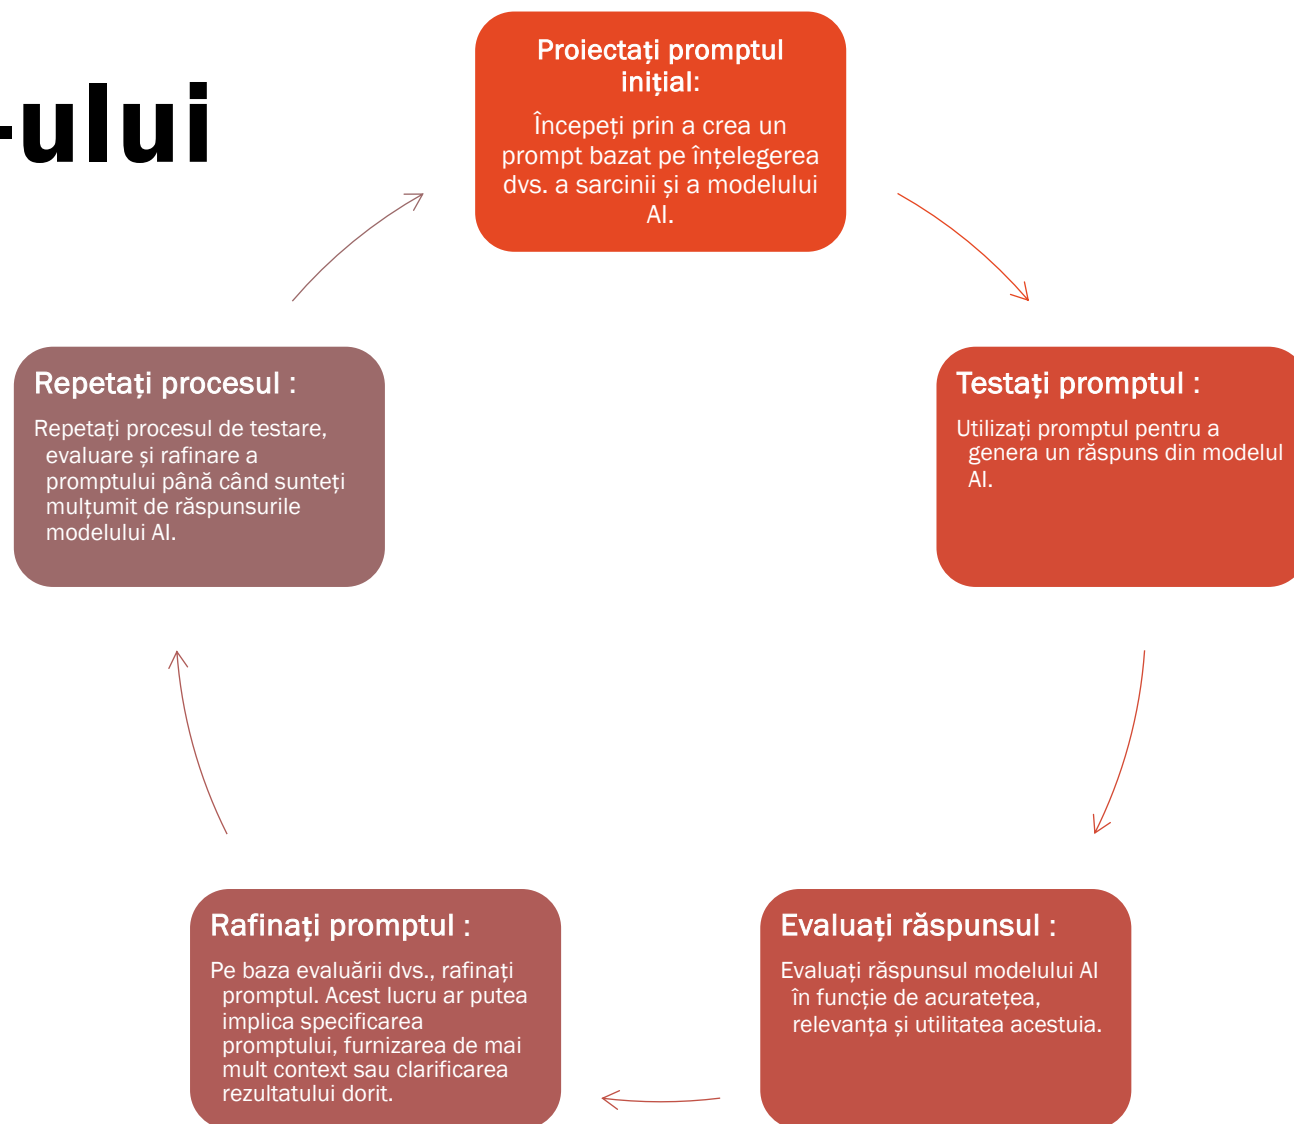 -ului
Proiectați promptul
inițial:
Începeți prin a crea un
prompt bazat pe înțelegerea
dvs. a sarcinii și a modelului
AI.
Testați promptul :
Utilizați promptul pentru a
genera un răspuns din modelul
AI.
Evaluați răspunsul :
Evaluați răspunsul modelului AI
în funcție de acuratețea,
relevanța și utilitatea acestuia.
Rafinați promptul :
Pe baza evaluării dvs., rafinați
promptul. Acest lucru ar putea
implica specificarea
promptului, furnizarea de mai
mult context sau clarificarea
rezultatului dorit.
Repetați procesul :
Repetați procesul de testare,
evaluare și rafinare a
promptului până când sunteți
mulțumit de răspunsurile
modelului AI.